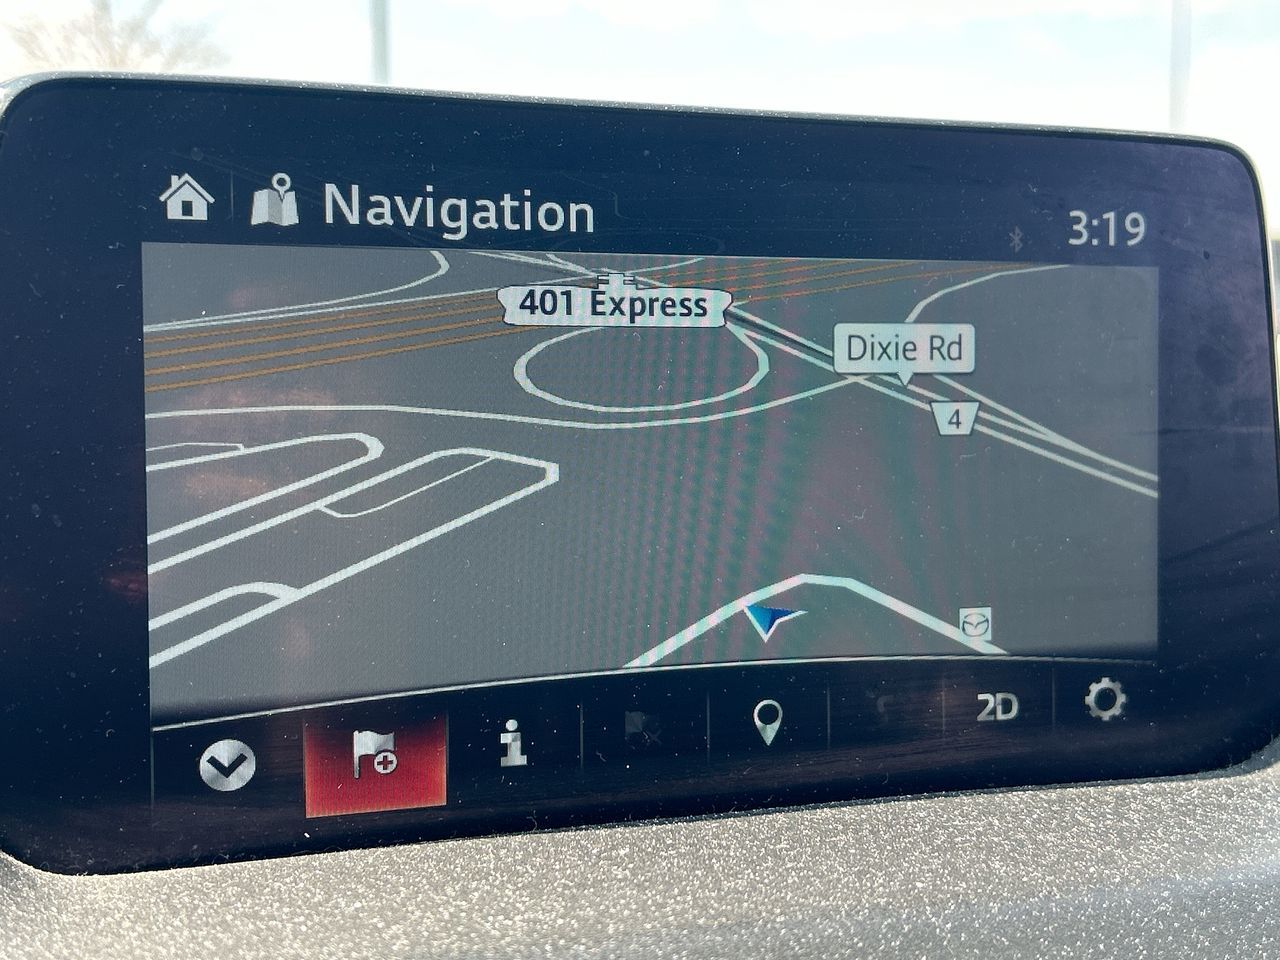 Navigation
3:19
401 Express
Dixie Rd
4
2D